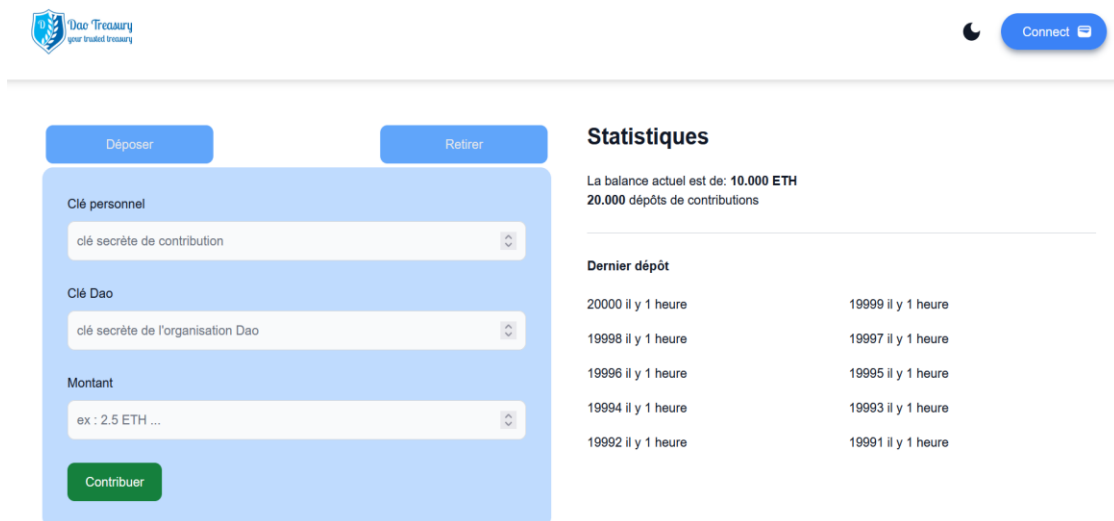 Dao Treasury
your trusted treasury
Connect
Déposer
Retirer
Clé personnel
clé secrète de contribution
Clé Dao
clé secrète de l'organisation Dao
Montant
ex : 2.5 ETH ...
Contribuer
Statistiques
La balance actuel est de: 10.000 ETH
20.000 dépôts de contributions
Dernier dépôt
20000 il y 1 heure
19999 il y 1 heure
19998 il y 1 heure
19997 il y 1 heure
19996 il y 1 heure
19995 il y 1 heure
19994 il y 1 heure
19993 il y 1 heure
19992 il y 1 heure
19991 il y 1 heure